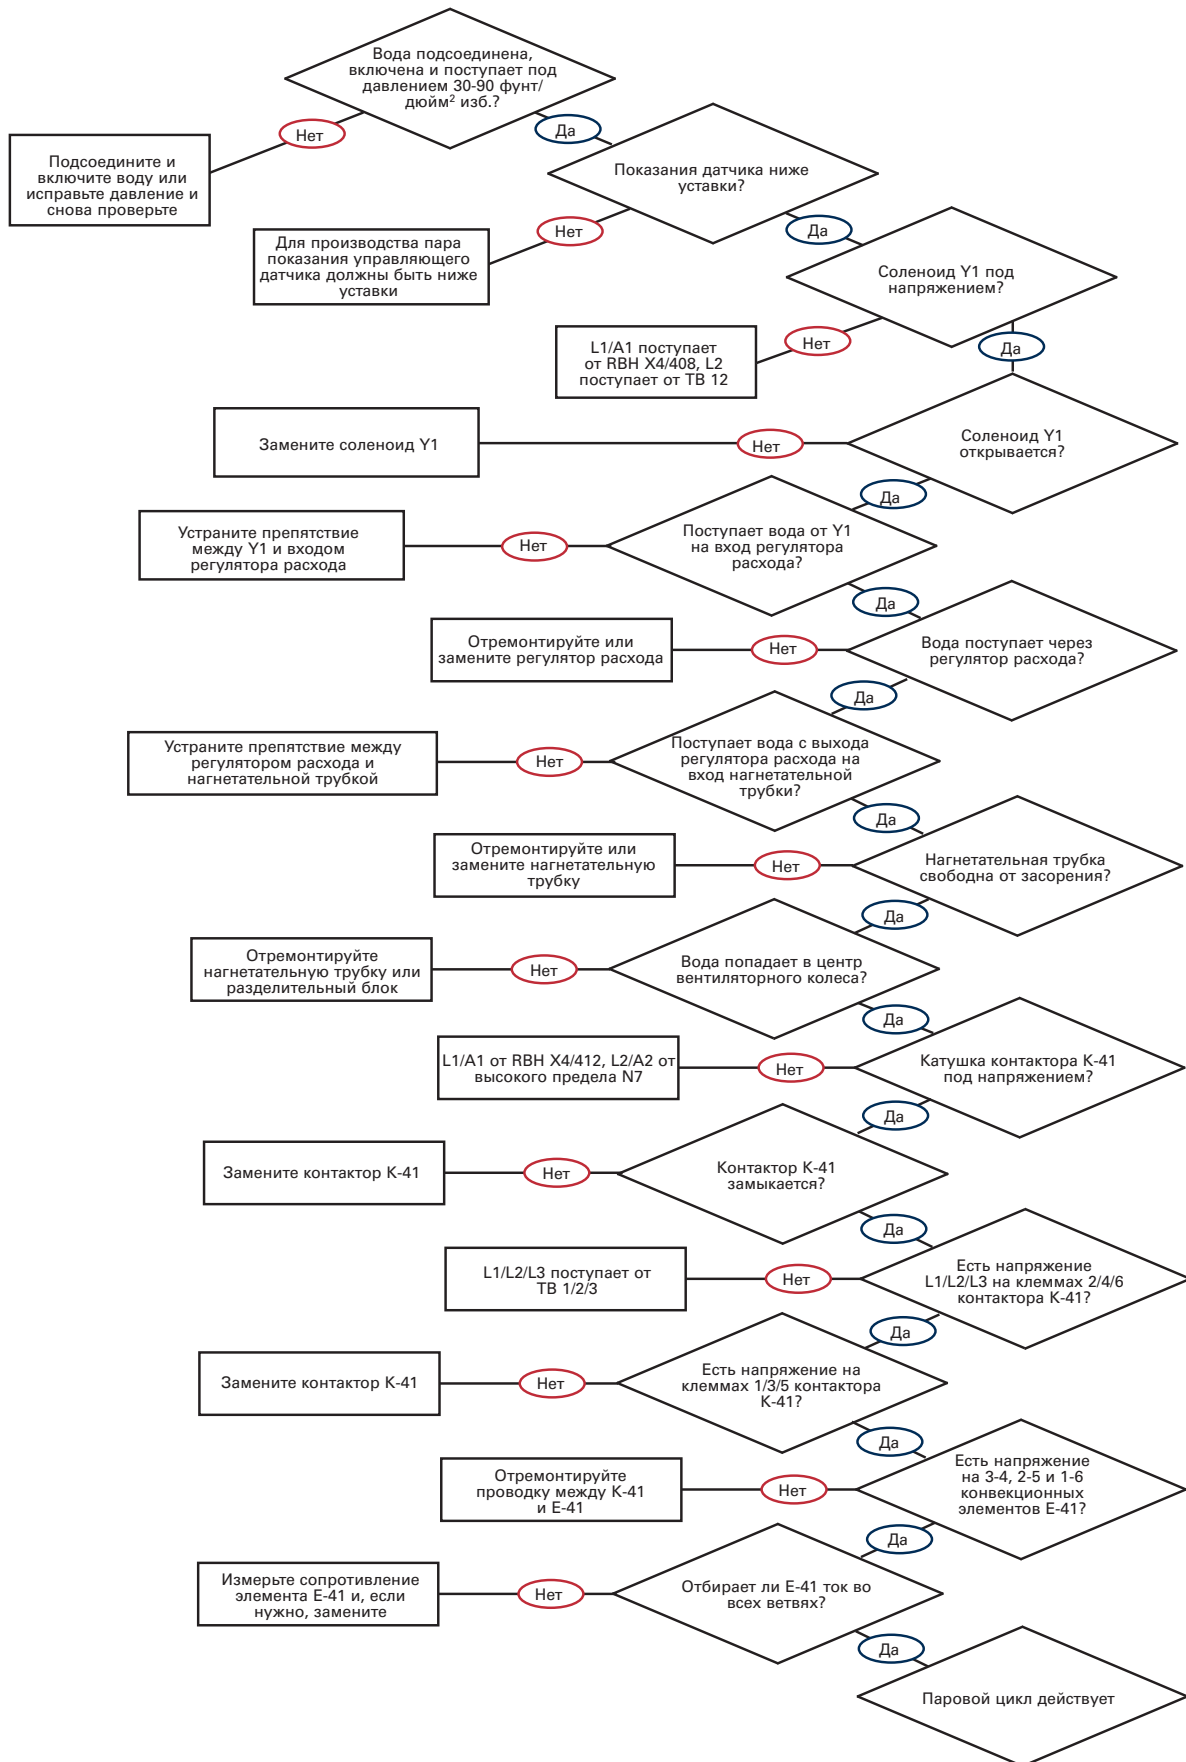 Вода подсоединена,
включена и поступает под
давлением 30-90 фунт/
дюйм² изб.?
Нет
Да
Подсоедините и
включите воду или
исправьте давление и
снова проверьте
Показания датчика ниже
уставки?
Нет
Да
Для производства пара
показания управляющего
датчика должны быть ниже
уставки
Соленоид Y1 под
напряжением?
Нет
Да
L1/A1 поступает
от RBH X4/408, L2
поступает от TB 12
Соленоид Y1
открывается?
Нет
Замените соленоид Y1
Да
Поступает вода от Y1
на вход регулятора
расхода?
Нет
Устраните препятствие
между Y1 и входом
регулятора расхода
Да
Вода поступает через
регулятор расхода?
Нет
Отремонтируйте или
замените регулятор расхода
Да
Поступает вода с выхода
регулятора расхода на
вход нагнетательной
трубки?
Нет
Устраните препятствие между
регулятором расхода и
нагнетательной трубкой
Да
Нагнетательная трубка
свободна от засорения?
Нет
Отремонтируйте или
замените нагнетательную
трубку
Да
Вода попадает в центр
вентиляторного колеса?
Нет
Отремонтируйте
нагнетательную трубку или
разделительный блок
Да
Катушка контактора К-41
под напряжением?
Нет
L1/A1 от RBH X4/412, L2/A2 от
высокого предела N7
Да
Контактор К-41
замыкается?
Нет
Замените контактор К-41
Да
Есть напряжение
L1/L2/L3 на клеммах 2/4/6
контактора К-41?
Нет
L1/L2/L3 поступает от
ТВ 1/2/3
Да
Есть напряжение на
клеммах 1/3/5 контактора
К-41?
Нет
Замените контактор К-41
Да
Есть напряжение
на 3-4, 2-5 и 1-6
конвекционных
элементов Е-41?
Нет
Отремонтируйте
проводку между К-41
и Е-41
Да
Отбирает ли Е-41 ток во
всех ветвях?
Нет
Измерьте сопротивление
элемента Е-41 и, если
нужно, замените
Да
Паровой цикл действует